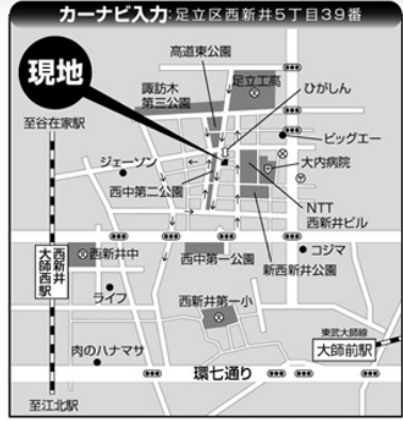 カーナビ入力:足立区西新井5丁目39番
現地
高道東公園
諏訪木
第三公園
足立工高
ひがしん
至谷在家駅
ビッグエー
ジェーソン
大内病院
西中第二公園
NTT
西新井ビル
西新井
大師西駅
西新井中
西中第一公園
新西新井公園
コジマ
ライフ
西新井第一小
東武大師線
大師前駅
肉のハナマサ
環七通り
至江北駅